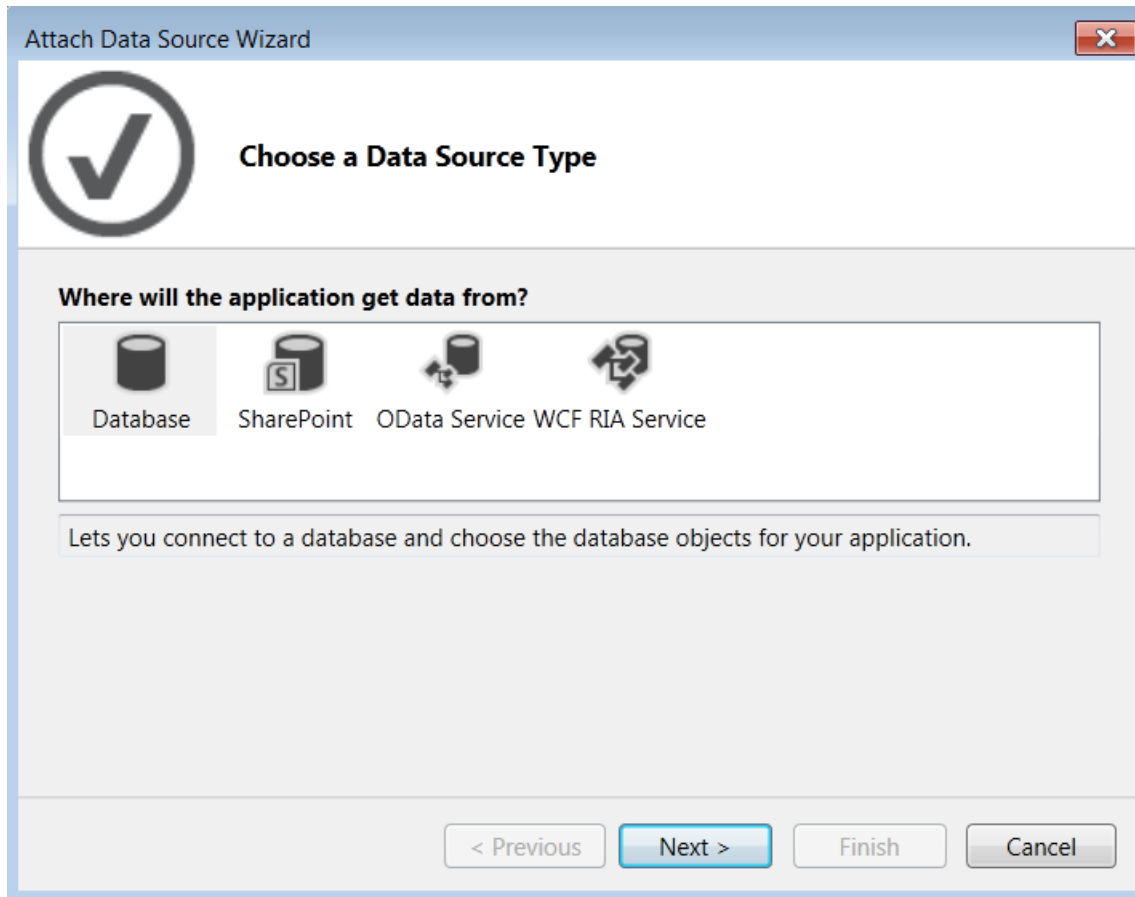 Attach Data Source Wizard
Choose a Data Source Type
Where will the application get data from?
Database SharePoint OData Service WCF RIA Service
Lets you connect to a database and choose the database objects for your application.
< Previous Next > Finish Cancel